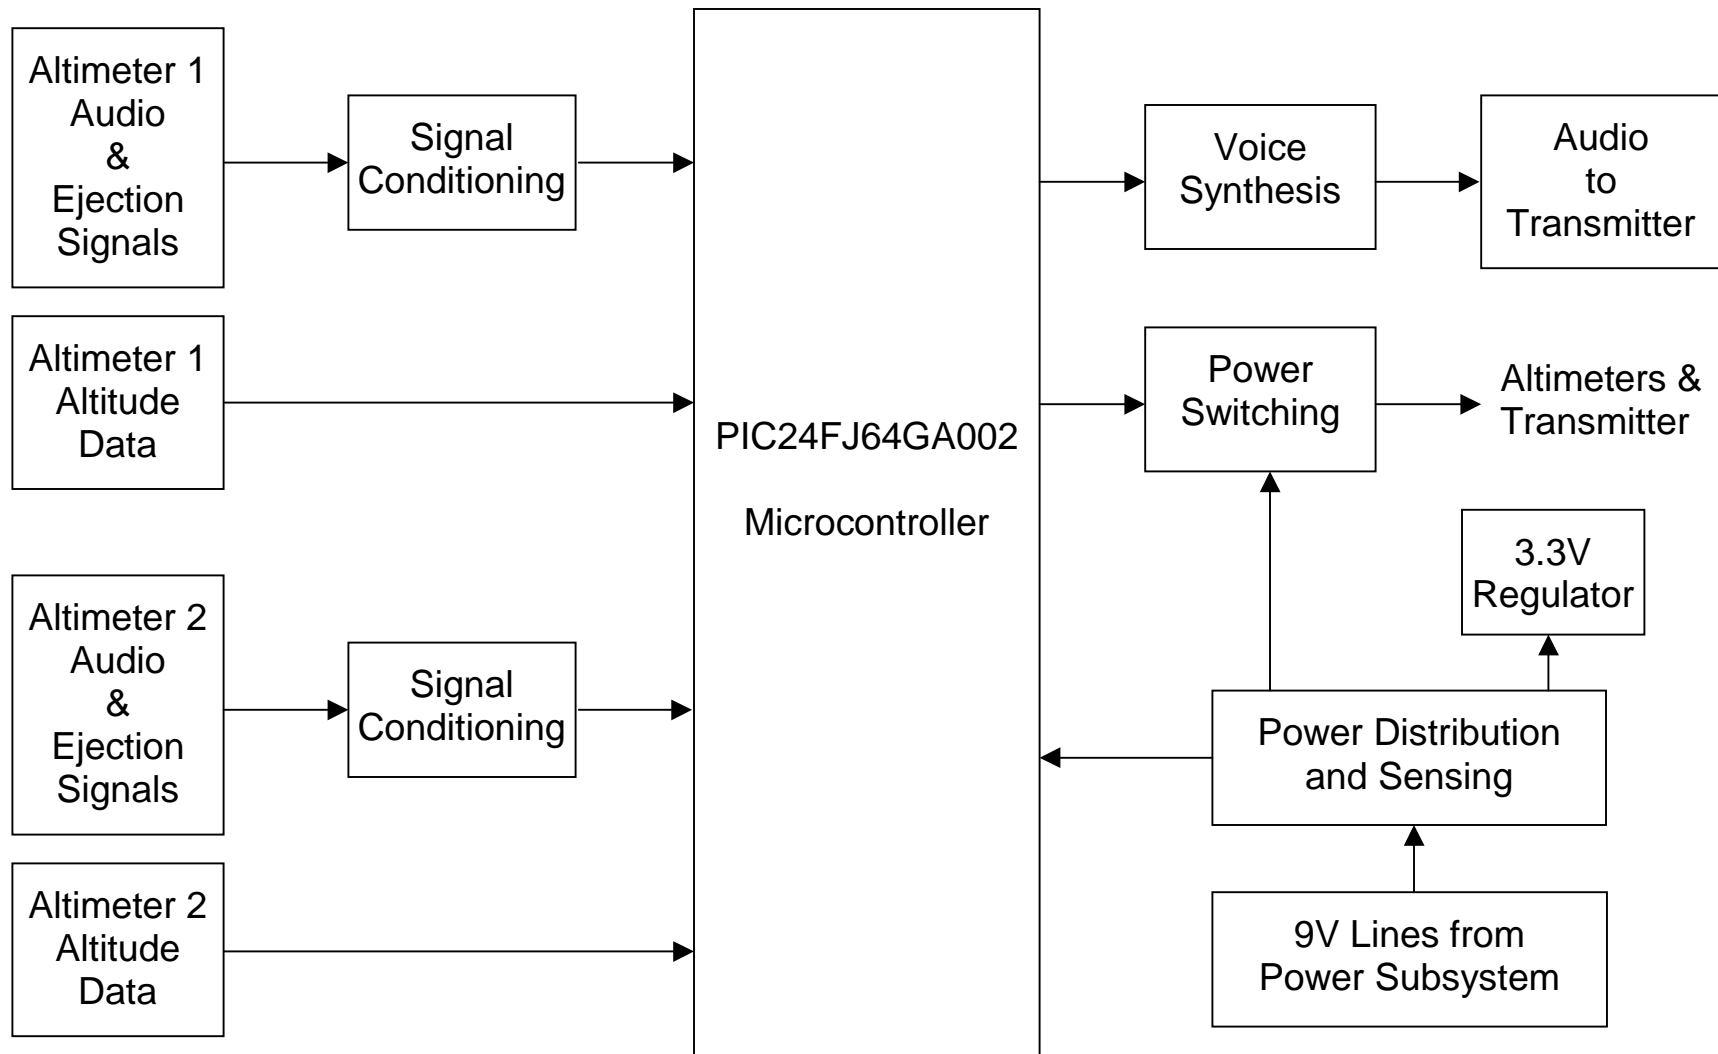 Altimeter 1
Audio
&
Ejection
Signals
Signal
Conditioning
Altimeter 1
Altitude
Data
Altimeter 2
Audio
&
Ejection
Signals
Signal
Conditioning
Altimeter 2
Altitude
Data
PIC24FJ64GA002
Microcontroller
Voice
Synthesis
Audio
to
Transmitter
Power
Switching
Altimeters &
Transmitter
3.3V
Regulator
Power Distribution
and Sensing
9V Lines from
Power Subsystem